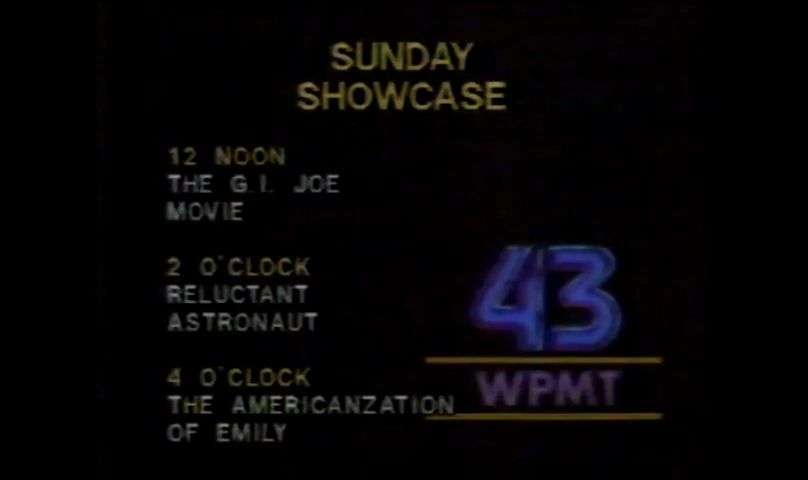 SUNDAY
SHOWCASE
12 NOON
THE G.I. JOE
MOVIE
2 O'CLOCK
RELUCTANT
ASTRONAUT
4 O'CLOCK
THE AMERICANZATION
OF EMILY
43
WPMT